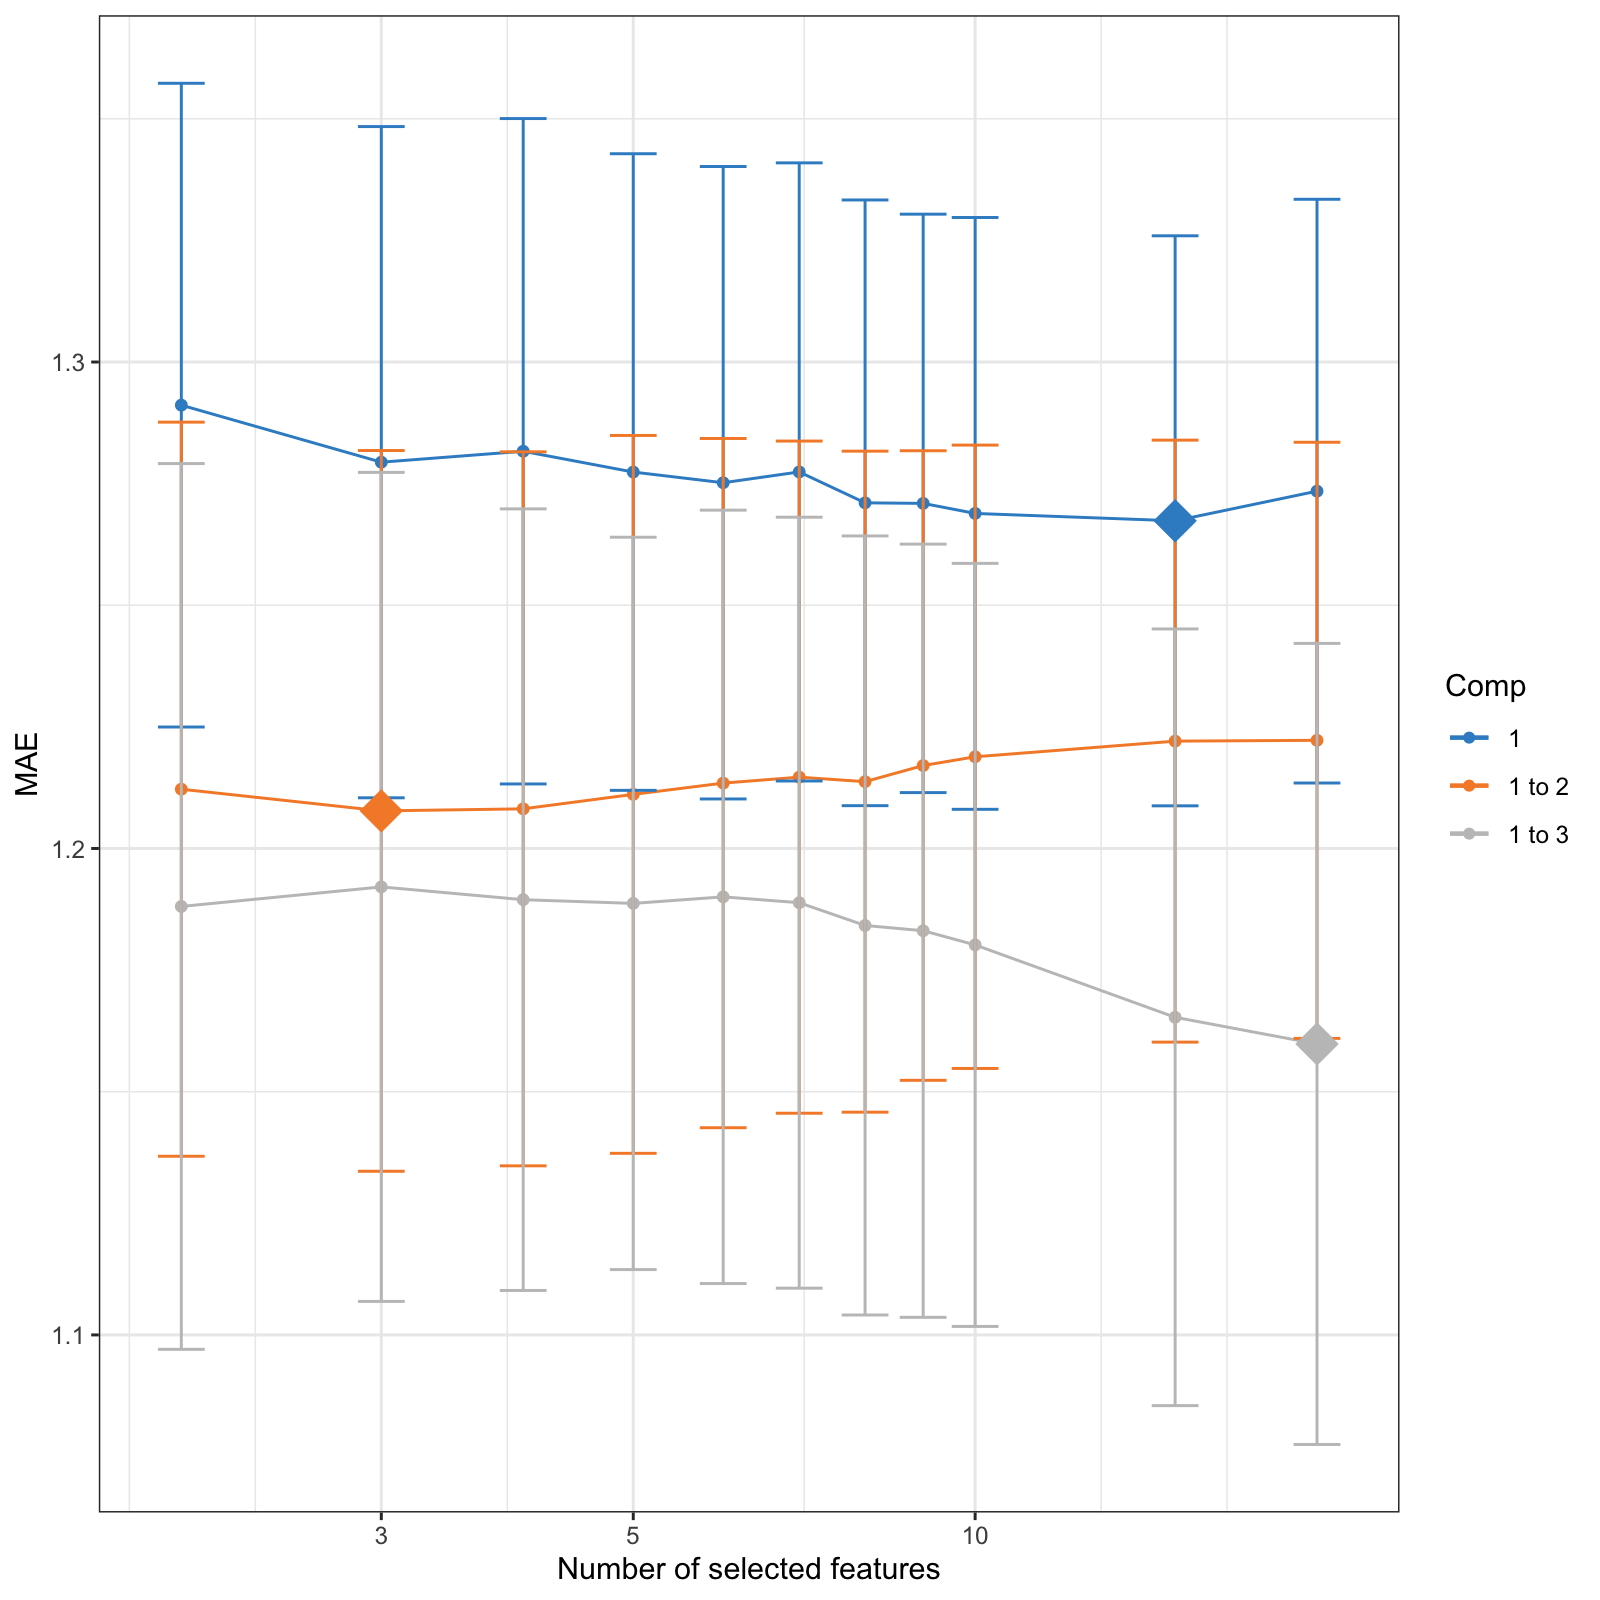 1.3
1.2
1.1
MAE
3
5
10
Number of selected features
Comp
1
1 to 2
1 to 3